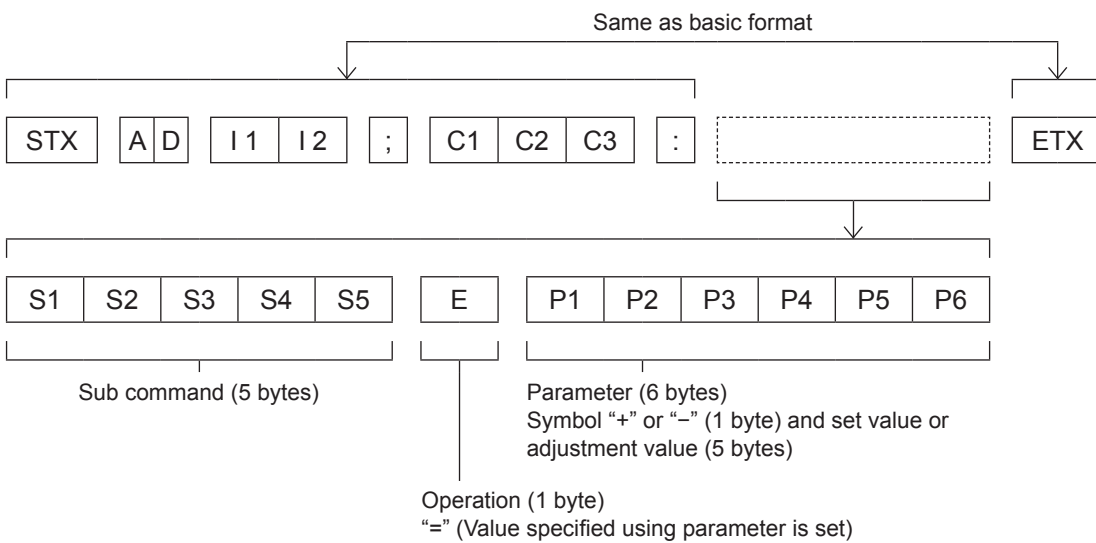 Same as basic format
STX A D I 1 I 2 ; C1 C2 C3 : ETX
S1 S2 S3 S4 S5 E P1 P2 P3 P4 P5 P6
Sub command (5 bytes)
Parameter (6 bytes)
Symbol “+” or “−” (1 byte) and set value or
adjustment value (5 bytes)
Operation (1 byte)
“=” (Value specified using parameter is set)